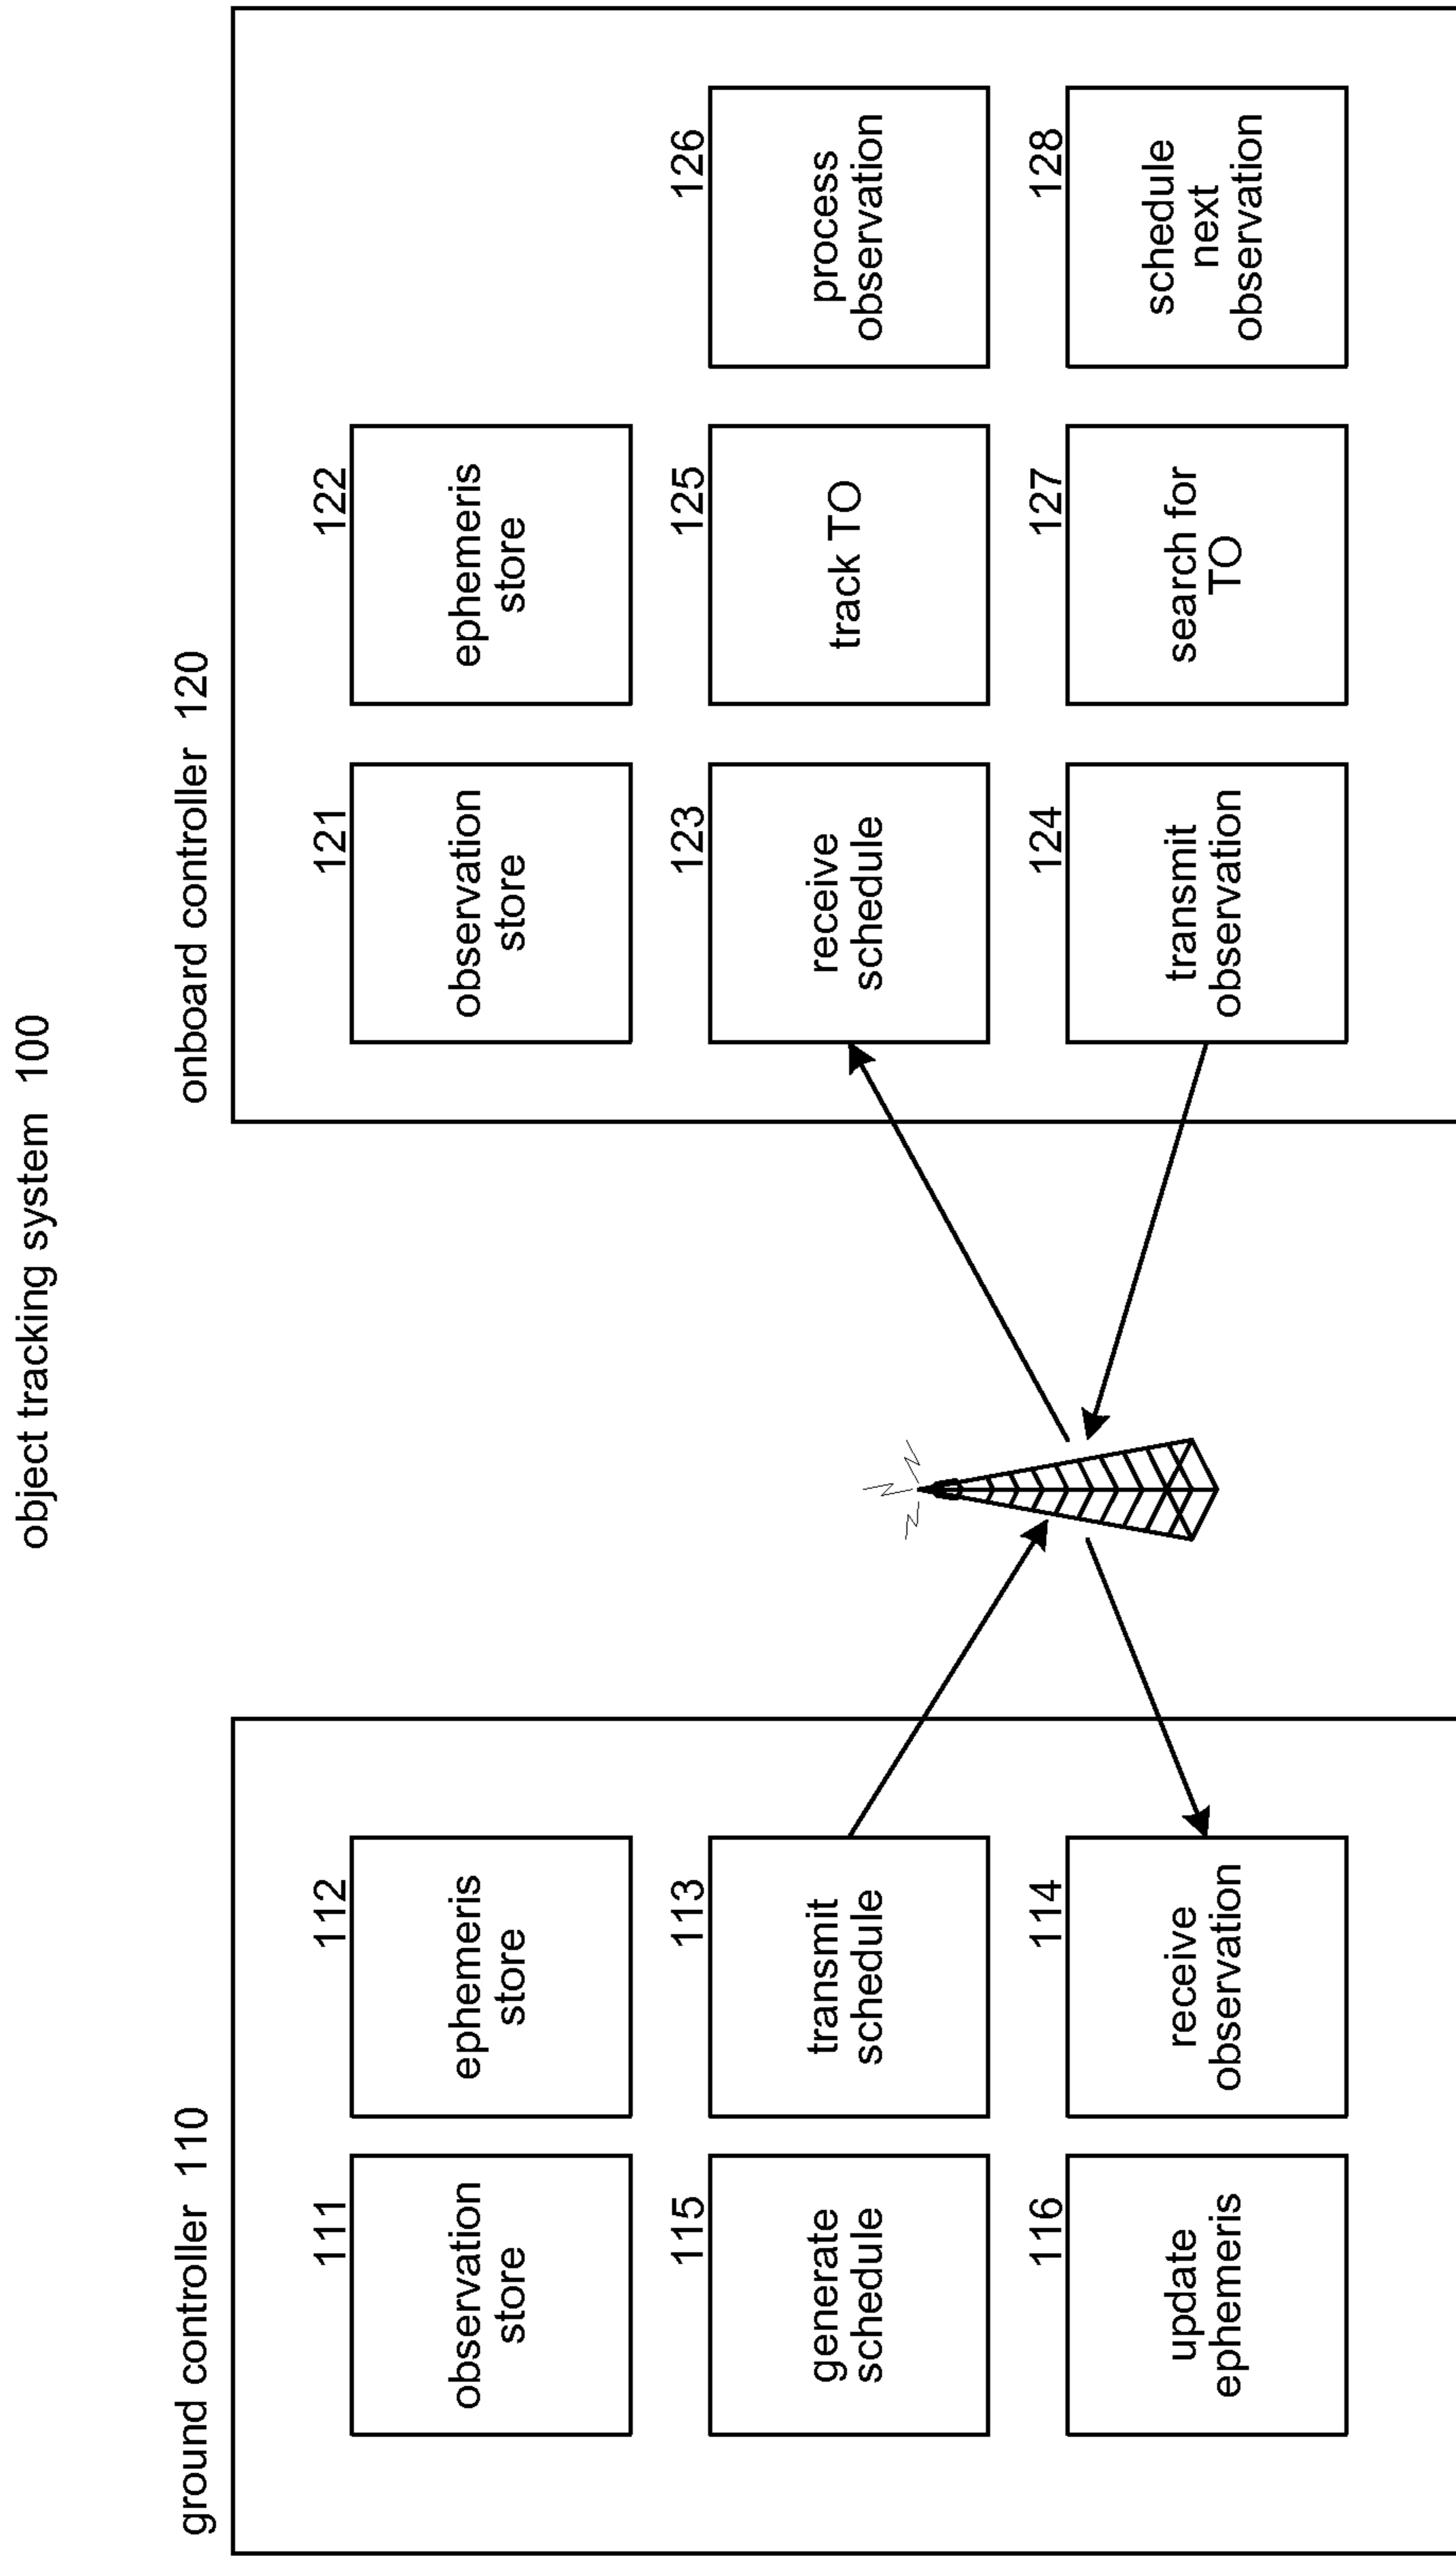 object tracking system 100
ground controller 110
111
observation
store
112
ephemeris
store
115
generate
schedule
113
transmit
schedule
116
update
ephemeris
114
receive
observation
onboard controller 120
121
observation
store
122
ephemeris
store
123
receive
schedule
125
track TO
126
process
observation
124
transmit
observation
127
search for
TO
128
schedule
next
observation